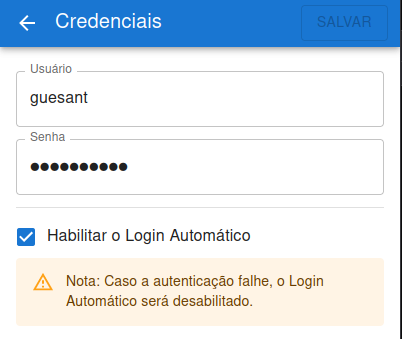 Credenciais
SALVAR
Usuário
guesant
Senha
●●●●●●●●●●
Habilitar o Login Automático
Nota: Caso a autenticação falhe, o Login
Automático será desabilitado.